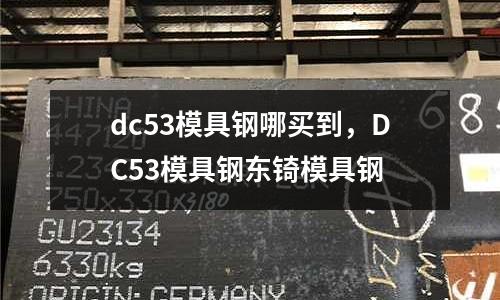 CHINA
447120
68
dc53模具钢哪买到，D
C53模具钢东锜模具钢
750x330x3180
GU23134
6330kg
ORIGIN: GERMANY